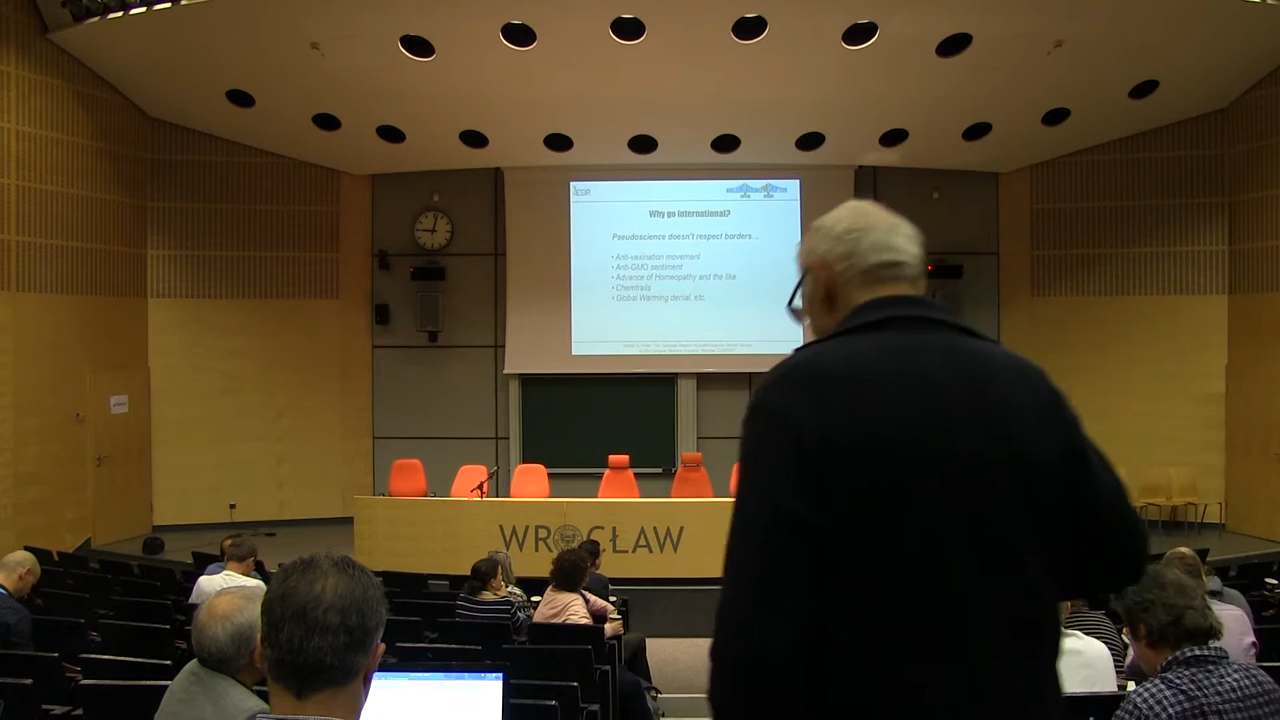 Why go international?
Pseudoscience doesn't respect borders...
• Anti-vaxination movement
• Anti-GMO sentiment
• Advance of Homeopathy and the like
• Chemtrails
• Global Warming denial, etc.
WROCŁAW